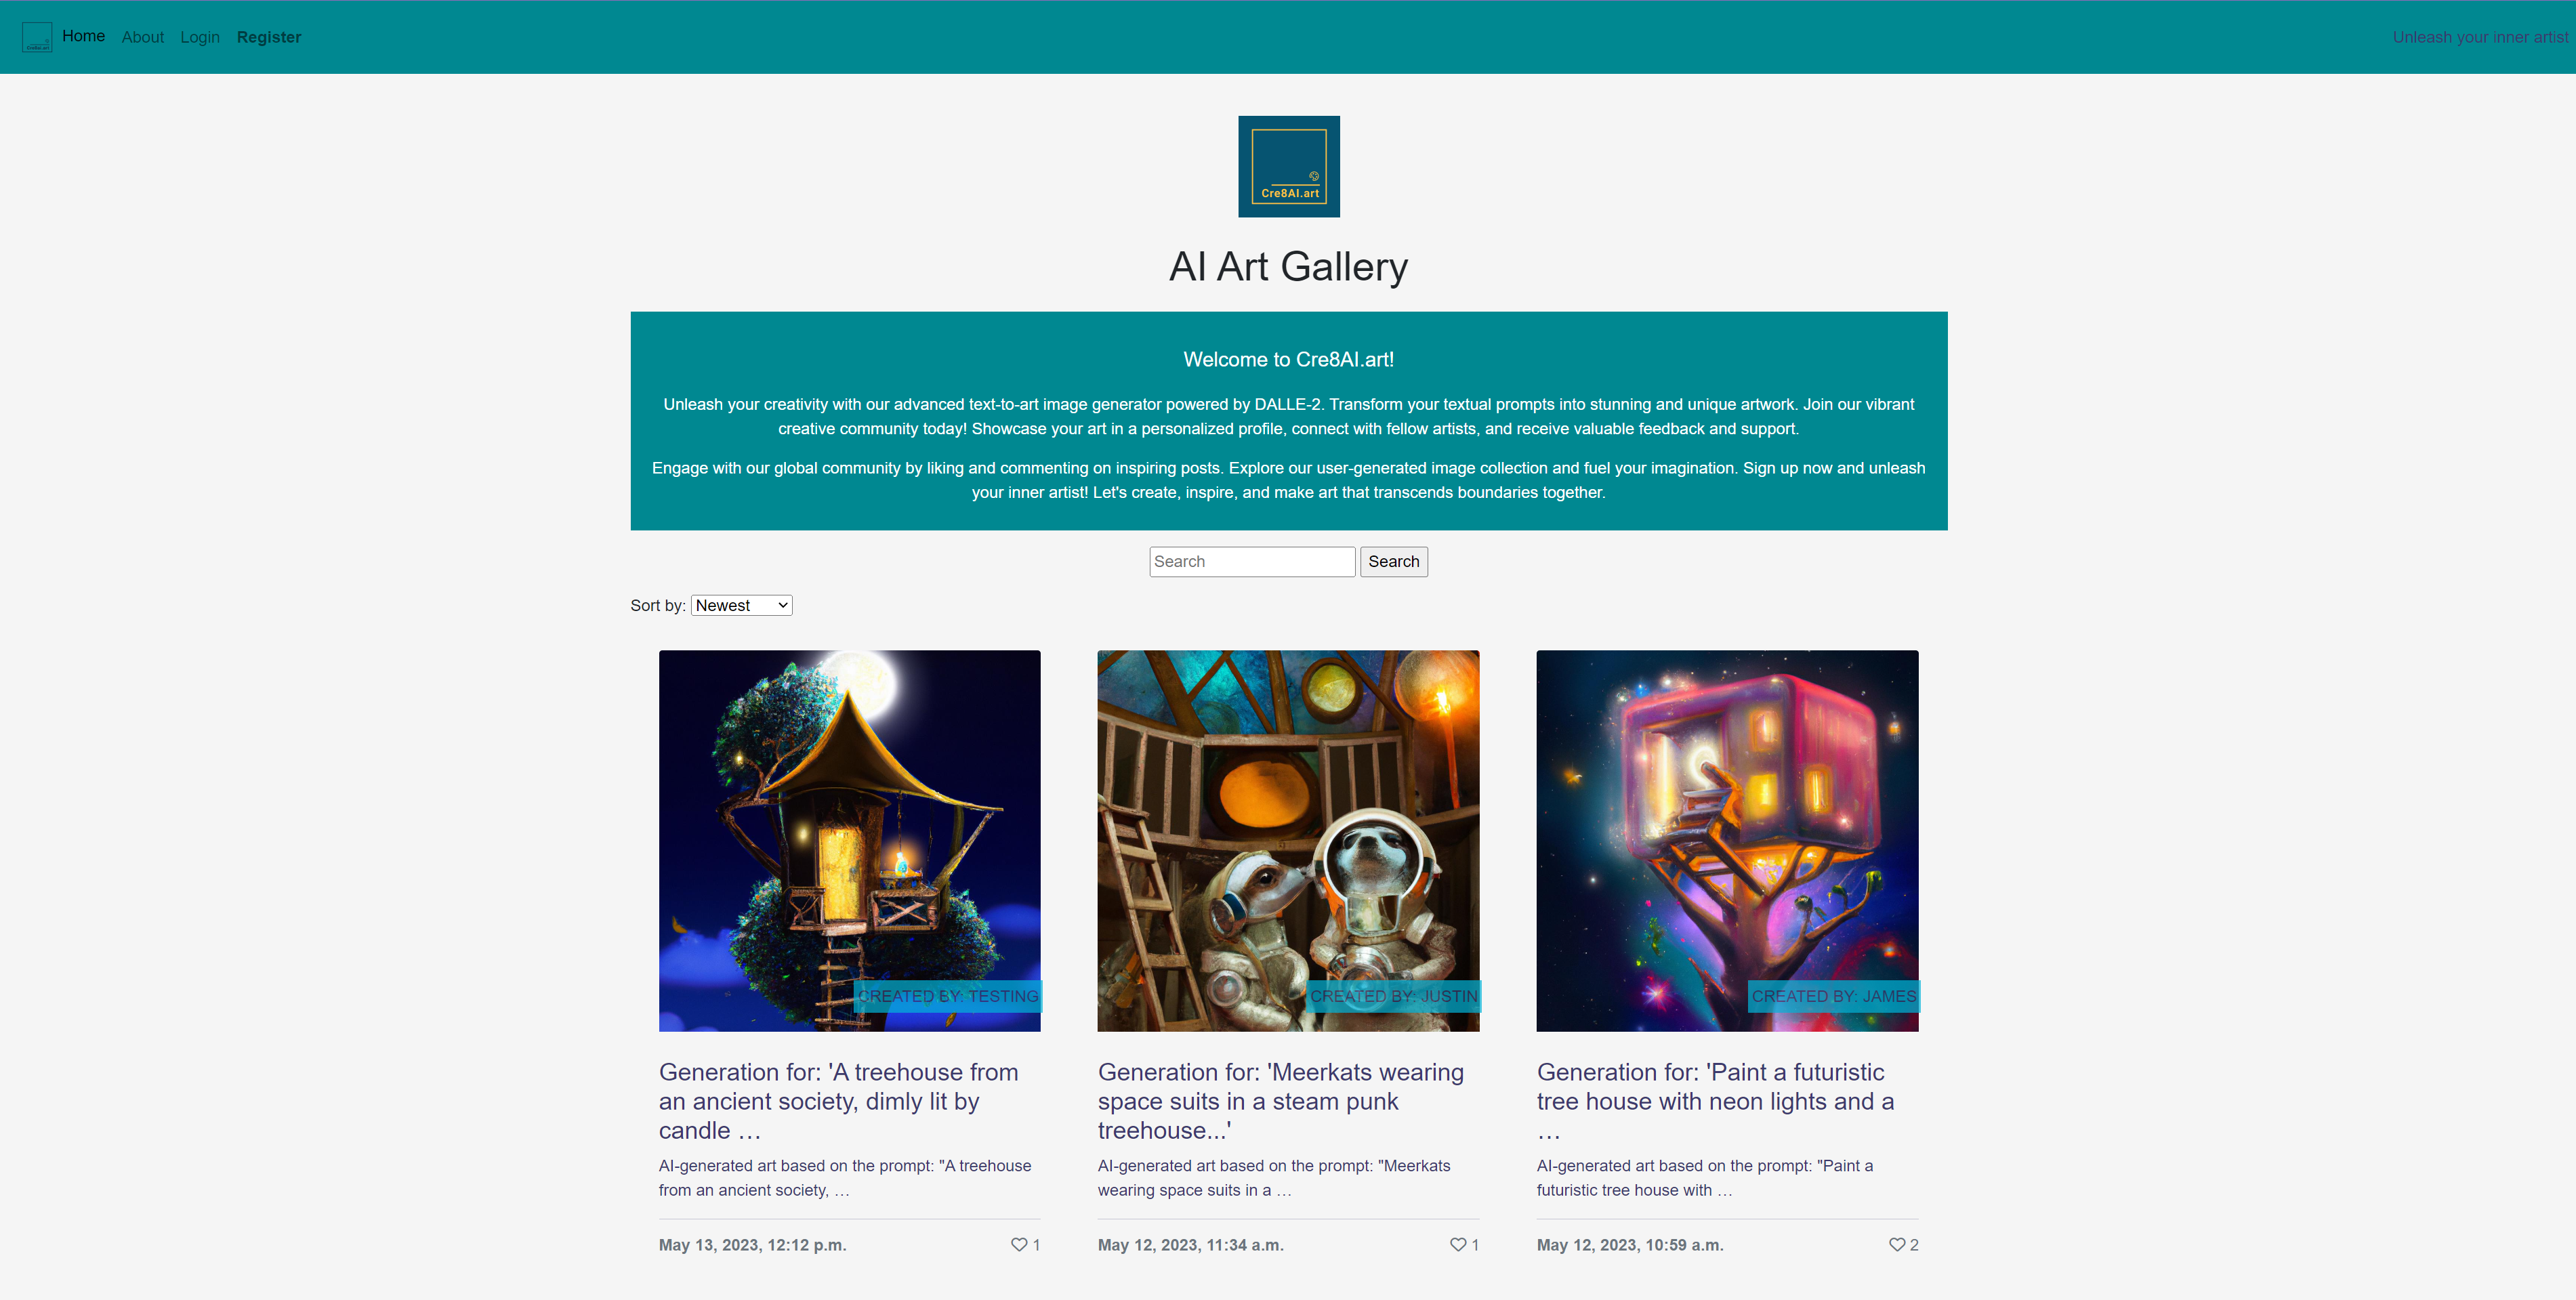 Home About Login Register Unleash your inner artist
Cre8AI.art
AI Art Gallery
Welcome to Cre8AI.art!
Unleash your creativity with our advanced text-to-art image generator powered by DALLE-2. Transform your textual prompts into stunning and unique artwork. Join our vibrant
creative community today! Showcase your art in a personalized profile, connect with fellow artists, and receive valuable feedback and support.
Engage with our global community by liking and commenting on inspiring posts. Explore our user-generated image collection and fuel your imagination. Sign up now and unleash
your inner artist! Let's create, inspire, and make art that transcends boundaries together.
Search Search
Sort by: Newest
CREATED BY: TESTING
CREATED BY: JUSTIN
CREATED BY: JAMES
Generation for: 'A treehouse from
an ancient society, dimly lit by
candle …
AI-generated art based on the prompt: "A treehouse
from an ancient society, …
May 13, 2023, 12:12 p.m. 1
Generation for: 'Meerkats wearing
space suits in a steam punk
treehouse...'
AI-generated art based on the prompt: "Meerkats
wearing space suits in a …
May 12, 2023, 11:34 a.m. 1
Generation for: 'Paint a futuristic
tree house with neon lights and a
…
AI-generated art based on the prompt: "Paint a
futuristic tree house with …
May 12, 2023, 10:59 a.m. 2